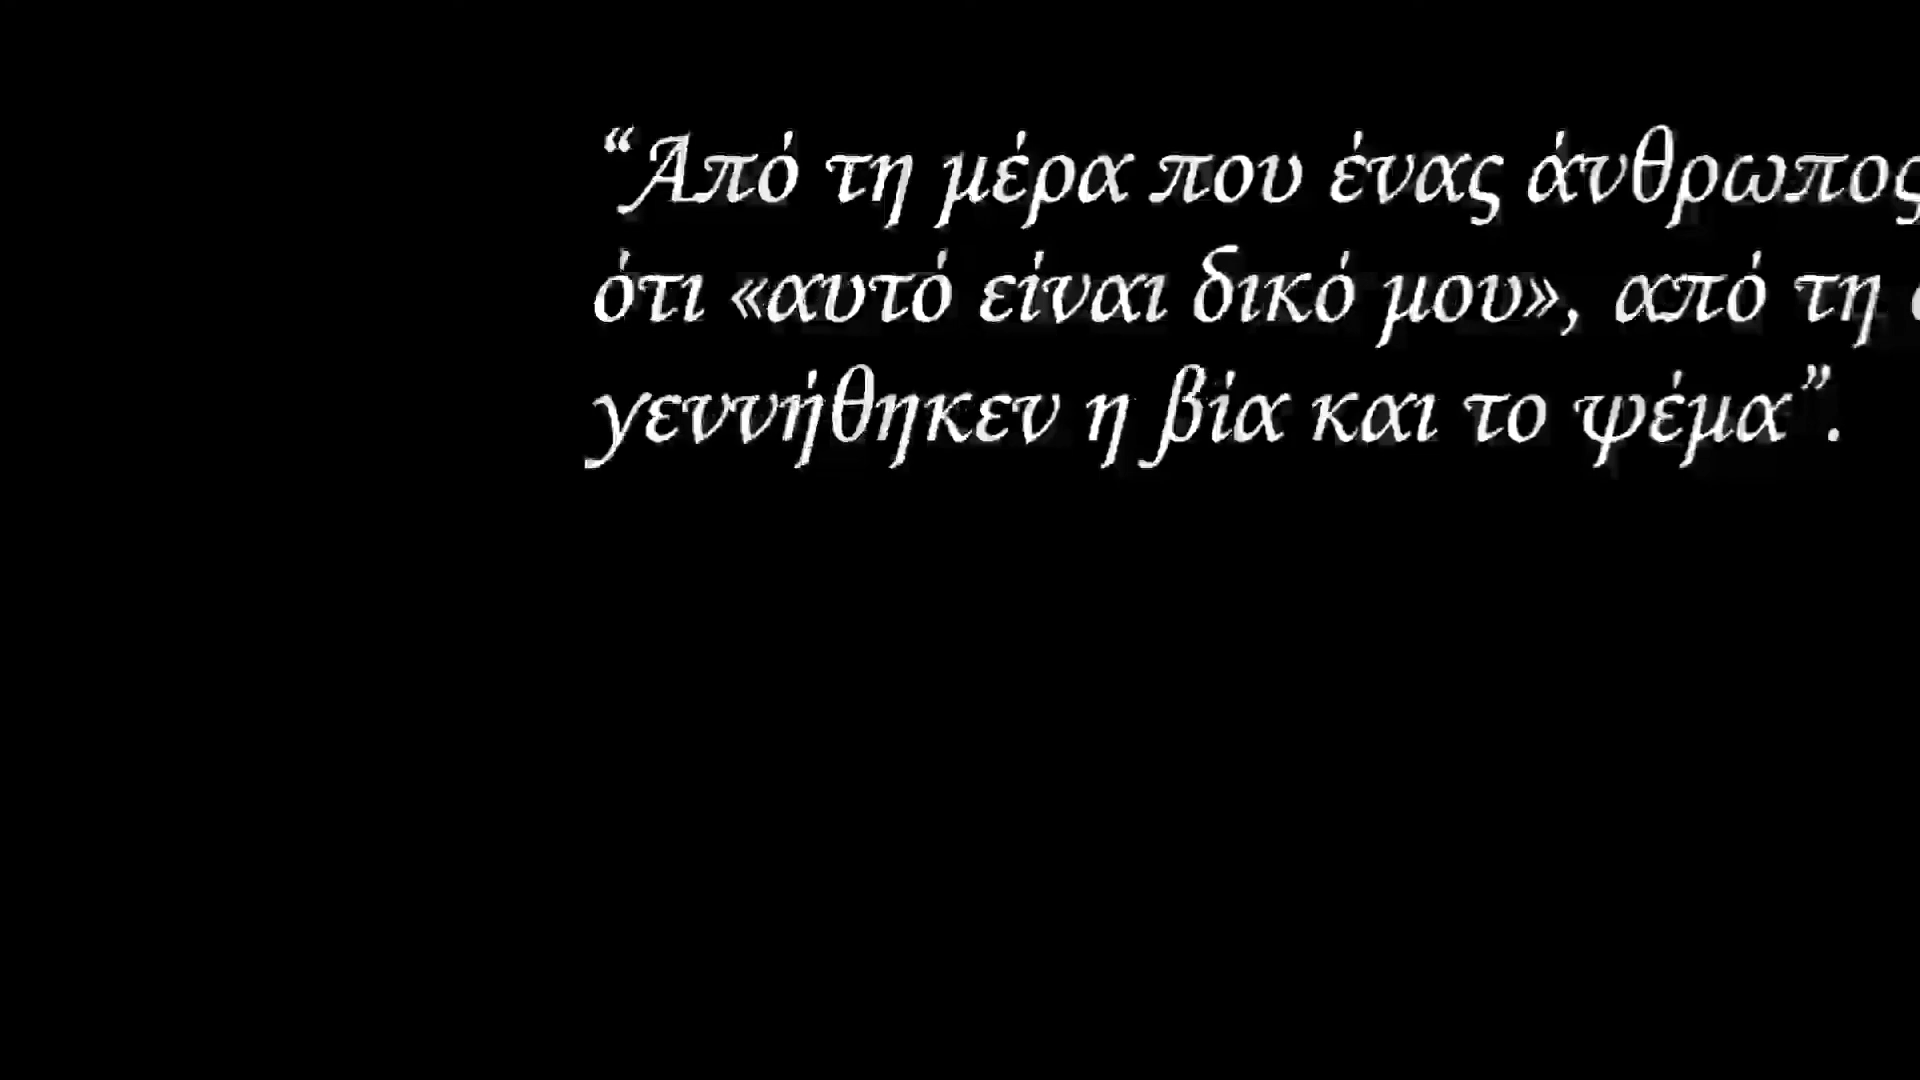 “Από τη μέρα που ένας άνθρωπος
ότι «αυτό είναι δικό μου», από τη
γεννήθηκεν η βία και το ψέμα”.